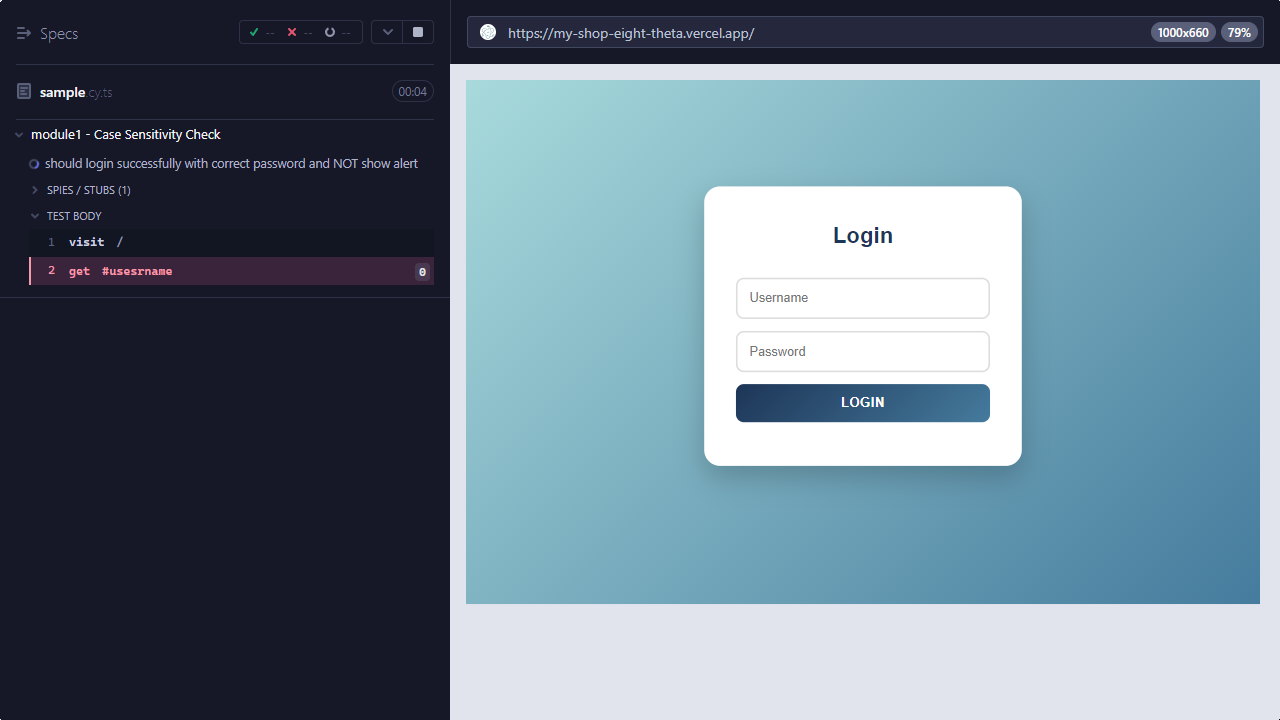 Specs
-- -- --
sample.cy.ts
00:04
module1 - Case Sensitivity Check
should login successfully with correct password and NOT show alert
SPIES / STUBS (1)
TEST BODY
1 visit /
2 get #usesrname 0
https://my-shop-eight-theta.vercel.app/
1000x660 79%
Login
Username
Password
LOGIN